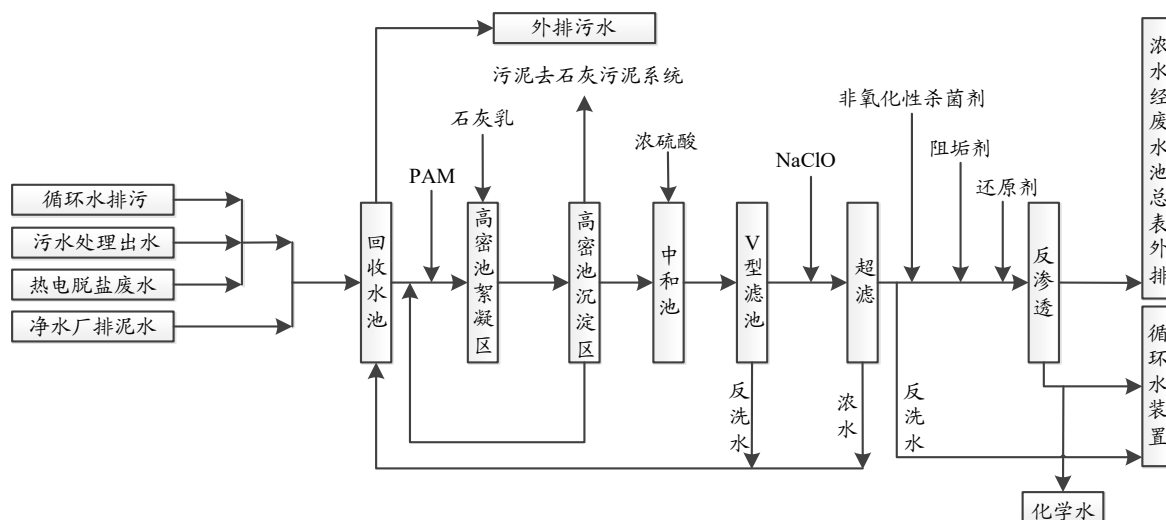 外排污水
污泥去石灰污泥系统
石灰乳
浓硫酸
PAM
NaClO
非氧化性杀菌剂
阻垢剂
还原剂
循环水排污
污水处理出水
热电脱盐废水
净水厂排泥水
回收水池
高密池絮凝区
高密池沉淀区
中和池
V型滤池
超滤
反渗透
浓水经废水池总表外排
循环水装置
反洗水
浓水
反洗水
化学水